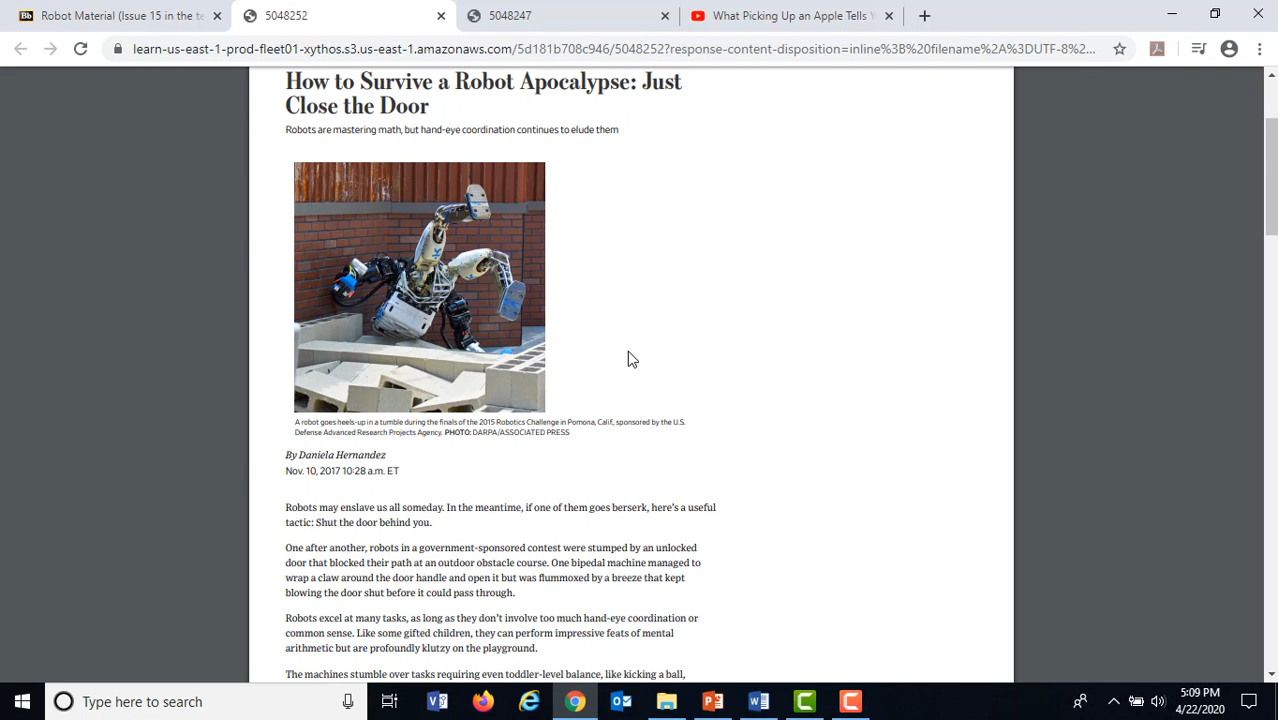 Robot Material (Issue 15 in the te
5048252
5048247
What Picking Up an Apple Tells Y
learn-us-east-1-prod-fleet01-xythos.s3.us-east-1.amazonaws.com/5d181b708c946/5048252?response-content-disposition=inline%3B%20filename%2A%3DUTF-8%2...
How to Survive a Robot Apocalypse: Just
Close the Door
Robots are mastering math, but hand-eye coordination continues to elude them
A robot goes heels-up in a tumble during the finals of the 2015 Robotics Challenge in Pomona, Calif., sponsored by the U.S.
Defense Advanced Research Projects Agency. PHOTO: DARPA/ASSOCIATED PRESS
By Daniela Hernandez
Nov. 10, 2017 10:28 a.m. ET
Robots may enslave us all someday. In the meantime, if one of them goes berserk, here's a useful
tactic: Shut the door behind you.
One after another, robots in a government-sponsored contest were stumped by an unlocked
door that blocked their path at an outdoor obstacle course. One bipedal machine managed to
wrap a claw around the door handle and open it but was flummoxed by a breeze that kept
blowing the door shut before it could pass through.
Robots excel at many tasks, as long as they don't involve too much hand-eye coordination or
common sense. Like some gifted children, they can perform impressive feats of mental
arithmetic but are profoundly klutzy on the playground.
The machines stumble over tasks requiring even toddler-level balance, like kicking a ball,
Type here to search
5:09 PM
4/22/2020